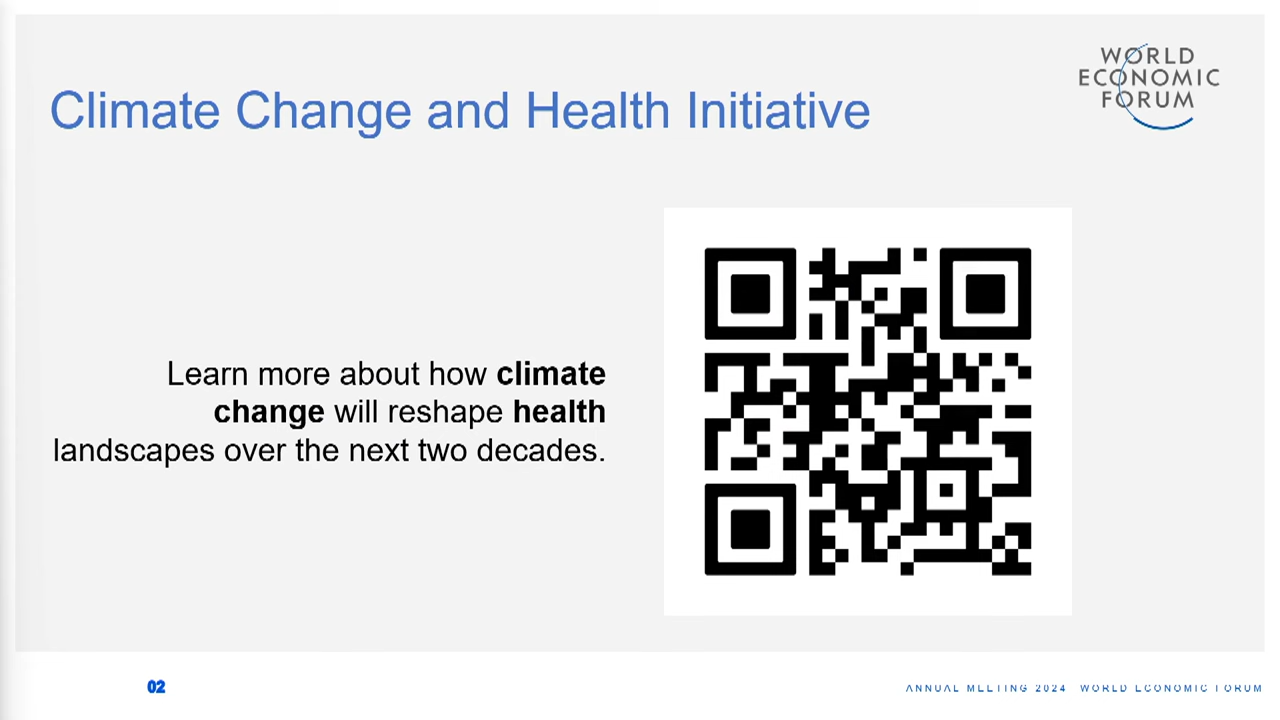 WORLD
ECONOMIC
FORUM
Climate Change and Health Initiative
Learn more about how climate
change will reshape health
landscapes over the next two decades.
02
ANNUAL MEETING 2024 WORLD ECONOMIC FORUM